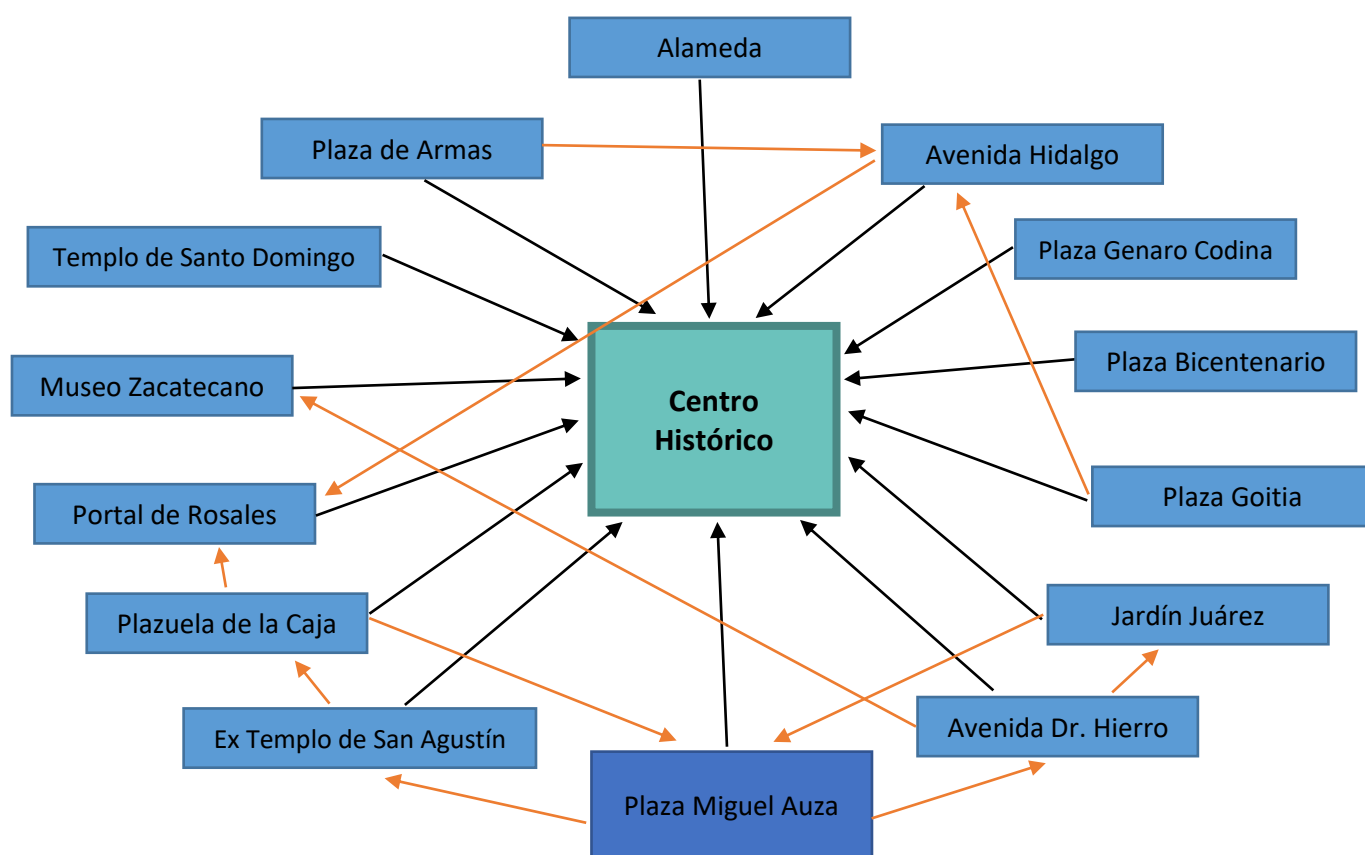 Alameda
Plaza de Armas
Avenida Hidalgo
Templo de Santo Domingo
Plaza Genaro Codina
Museo Zacatecano
Centro
Histórico
Plaza Bicentenario
Portal de Rosales
Plaza Goitia
Plazuela de la Caja
Jardín Juárez
Ex Templo de San Agustín
Avenida Dr. Hierro
Plaza Miguel Auza